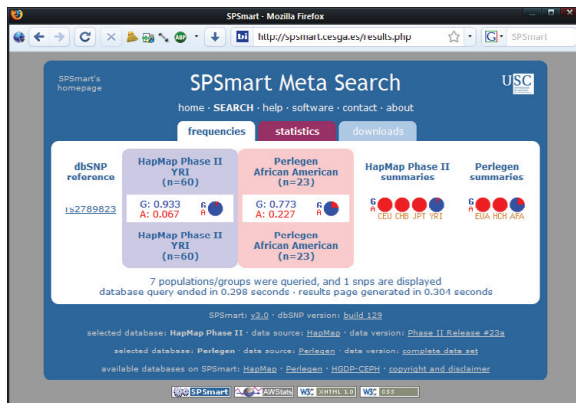 SPSmart - Mozilla Firefox
http://spsmart.cesga.es/results.php
SPSmart
SPSmart's
homepage
SPSmart Meta Search
USC
home · SEARCH · help · software · contact · about
frequencies statistics downloads
dbSNP
reference
HapMap Phase II
YRI
(n=60)
Perlegen
African American
(n=23)
HapMap Phase II
summaries
Perlegen
summaries
rs2789823
G: 0.933
A: 0.067
G
A
G: 0.773
A: 0.227
G
A
G
A
CEU CHB JPT YRI
G
A
EUA HCH AFA
HapMap Phase II
YRI
(n=60)
Perlegen
African American
(n=23)
7 populations/groups were queried, and 1 snps are displayed
database query ended in 0.298 seconds · results page generated in 0.304 seconds
SPSmart: v3.0 · dbSNP version: build 129
selected database: HapMap Phase II · data source: HapMap · data version: Phase II Release #23a
selected database: Perlegen · data source: Perlegen · data version: complete data set
available databases on SPSmart: HapMap · Perlegen · HGDP-CEPH · copyright and disclaimer
SPSmart AWStats W3C XHTML 1.0 W3C CSS